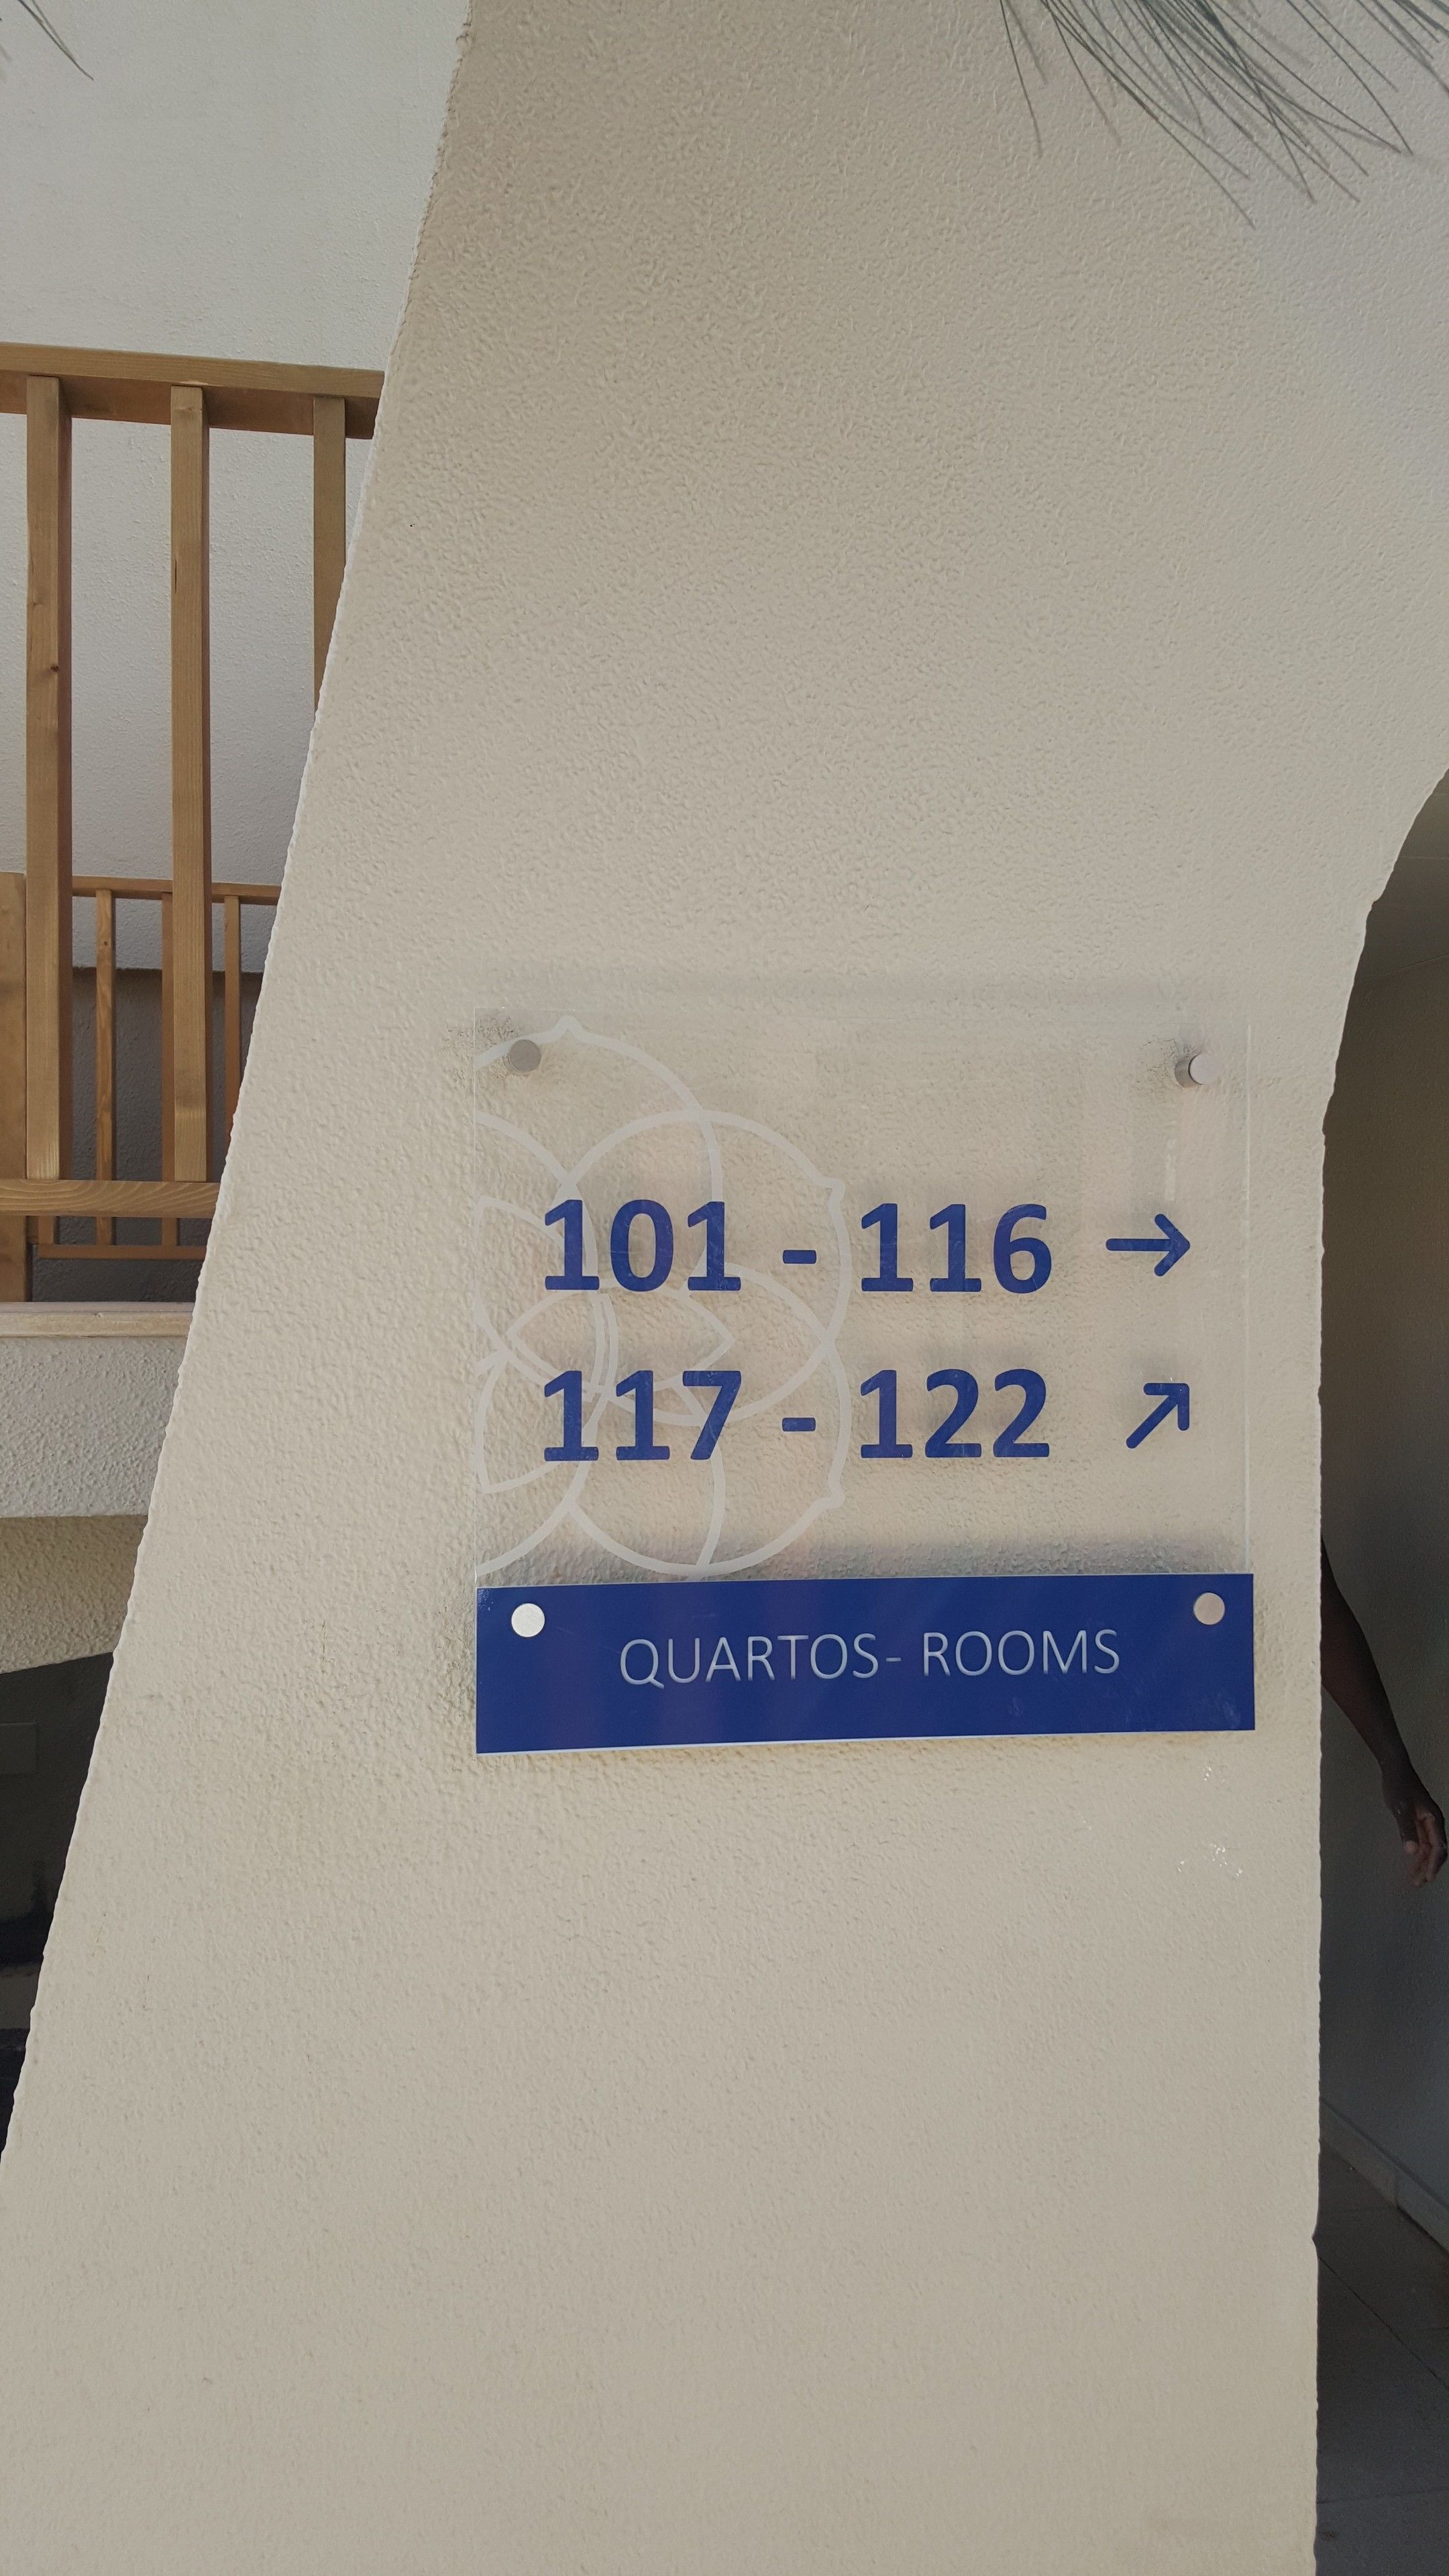 101 - 116 →
117 - 122 ↗
QUARTOS - ROOMS